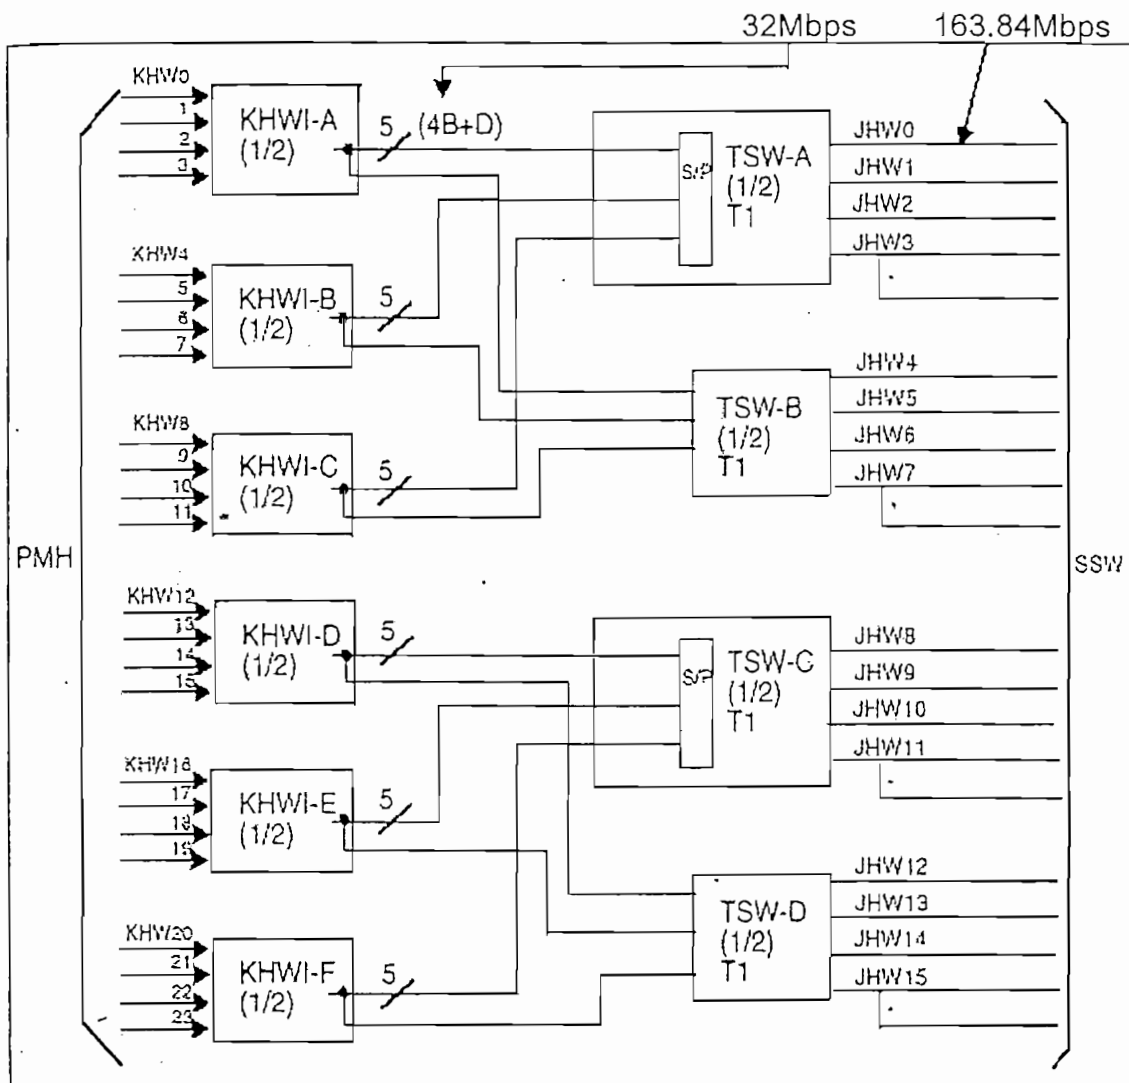 32Mbps 163.84Mbps
KHW0
1
2
3
KHWI-A
(1/2)
5
(4B+D)
S/P
TSW-A
(1/2)
T1
JHW0
JHW1
JHW2
JHW3
KHW4
5
6
7
KHWI-B
(1/2)
5
KHW8
9
10
11
KHWI-C
(1/2)
5
TSW-B
(1/2)
T1
JHW4
JHW5
JHW6
JHW7
PMH
SSW
KHW12
13
14
15
KHWI-D
(1/2)
5
S/P
TSW-C
(1/2)
T1
JHW8
JHW9
JHW10
JHW11
KHW16
17
18
19
KHWI-E
(1/2)
5
KHW20
21
22
23
KHWI-F
(1/2)
5
TSW-D
(1/2)
T1
JHW12
JHW13
JHW14
JHW15